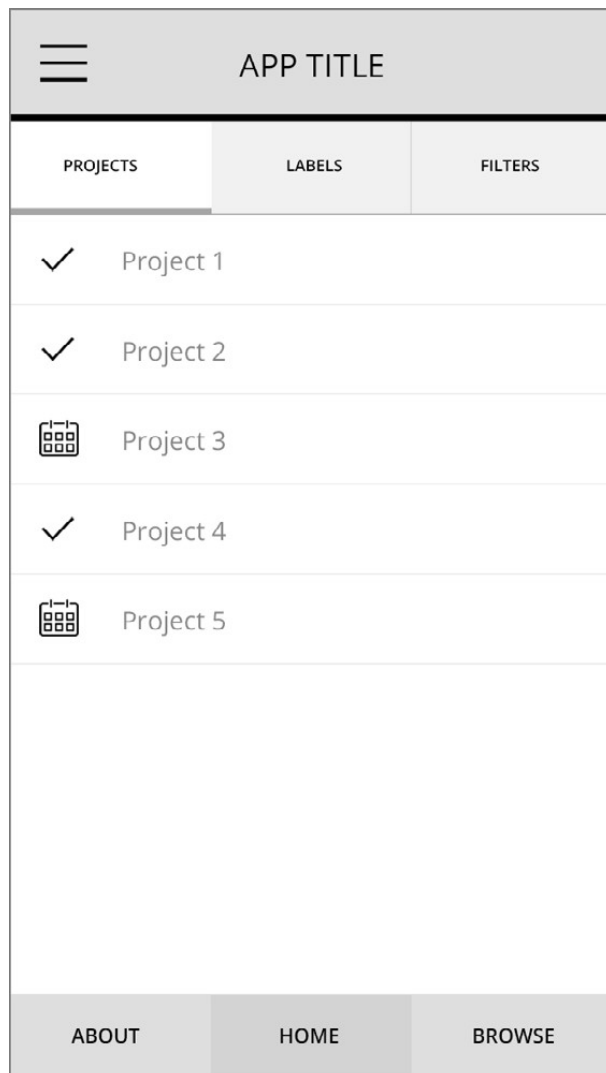 APP TITLE
PROJECTS LABELS FILTERS
Project 1
Project 2
Project 3
Project 4
Project 5
ABOUT HOME BROWSE